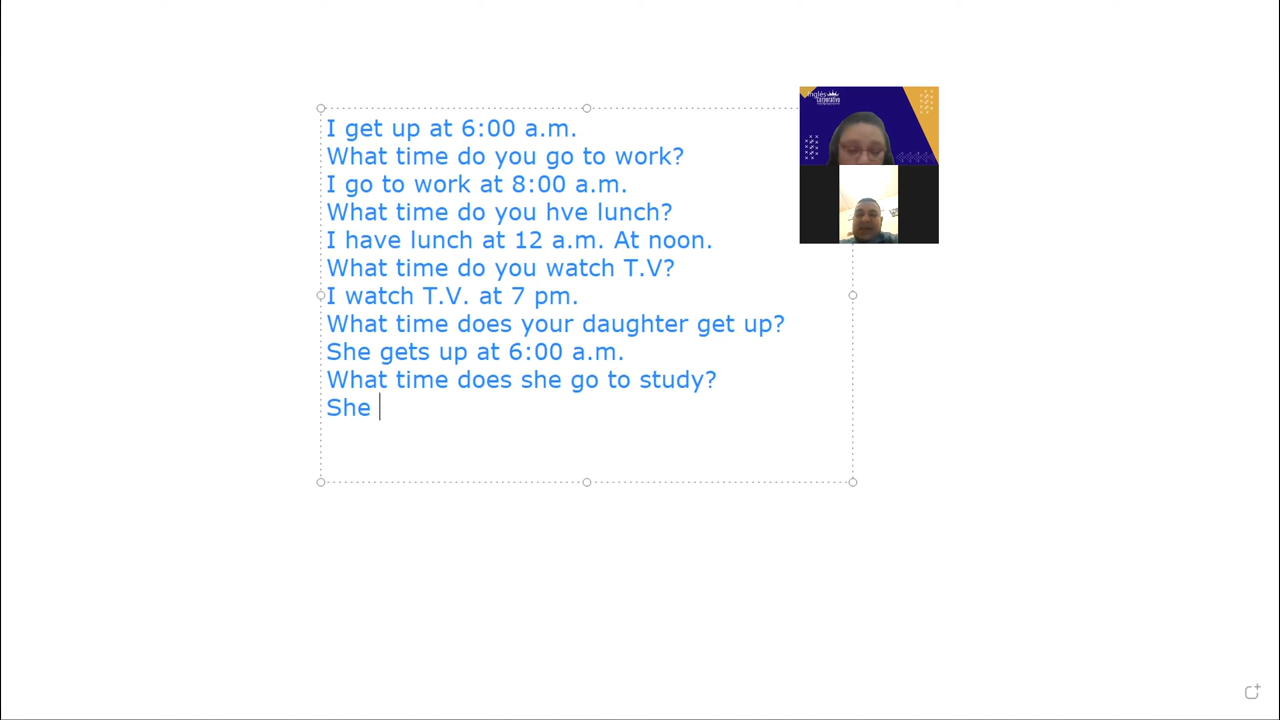 I get up at 6:00 a.m.
What time do you go to work?
I go to work at 8:00 a.m.
What time do you hve lunch?
I have lunch at 12 a.m. At noon.
What time do you watch T.V?
I watch T.V. at 7 pm.
What time does your daughter get up?
She gets up at 6:00 a.m.
What time does she go to study?
She
Inglés
Corporativo